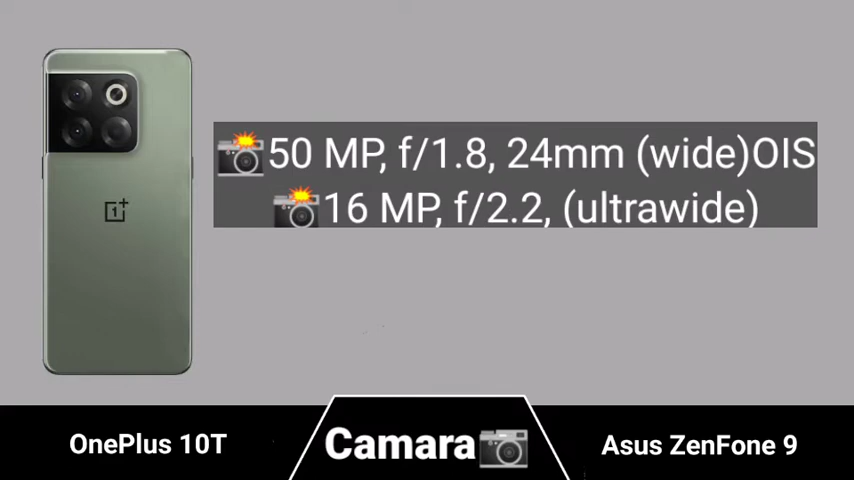 📸50 MP, f/1.8, 24mm (wide)OIS
📸16 MP, f/2.2, (ultrawide)
OnePlus 10T
Camara📷
Asus ZenFone 9